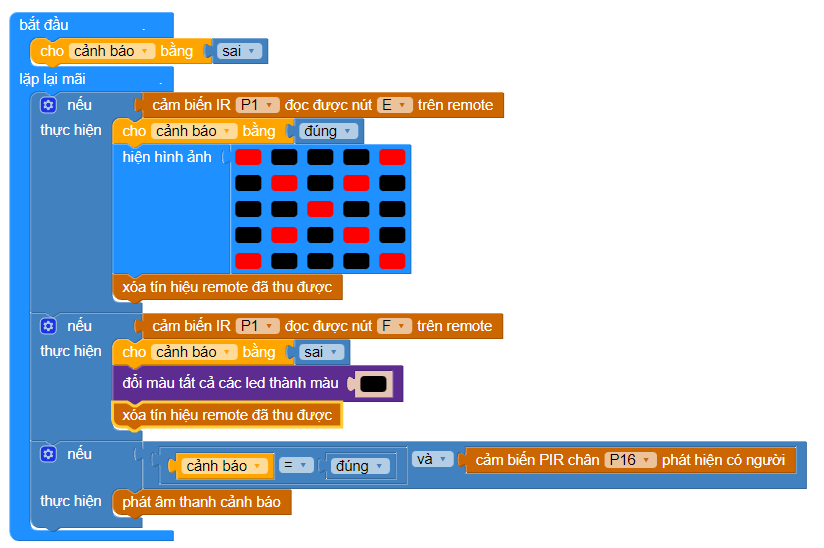 bắt đầu .
cho cảnh báo bằng sai
lặp lại mãi .
nếu cảm biến IR P1 đọc được nút E trên remote
thực hiện cho cảnh báo bằng đúng
hiện hình ảnh
xóa tín hiệu remote đã thu được
nếu cảm biến IR P1 đọc được nút F trên remote
thực hiện cho cảnh báo bằng sai
đổi màu tất cả các led thành màu
xóa tín hiệu remote đã thu được
nếu cảnh báo = đúng và cảm biến PIR chân P16 phát hiện có người
thực hiện phát âm thanh cảnh báo